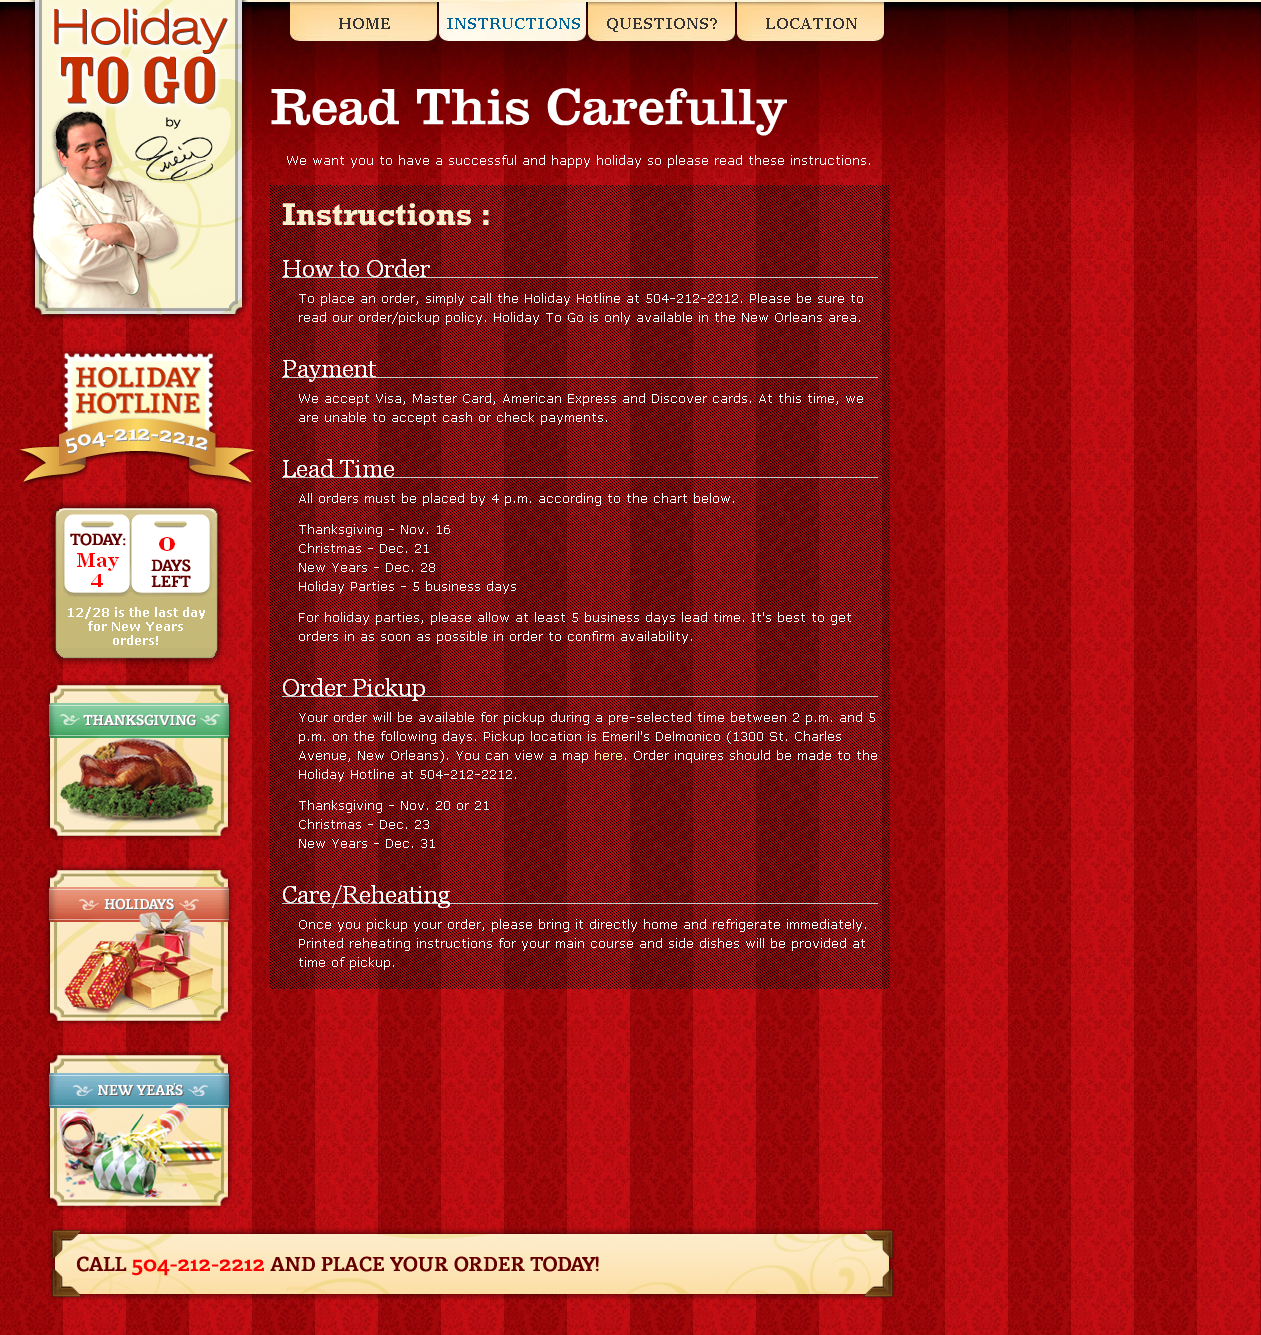 Holiday
TO GO
by
HOME
INSTRUCTIONS
QUESTIONS?
LOCATION
Read This Carefully
We want you to have a successful and happy holiday so please read these instructions.
Instructions :
How to Order
To place an order, simply call the Holiday Hotline at 504-212-2212. Please be sure to
read our order/pickup policy. Holiday To Go is only available in the New Orleans area.
Payment
We accept Visa, Master Card, American Express and Discover cards. At this time, we
are unable to accept cash or check payments.
Lead Time
All orders must be placed by 4 p.m. according to the chart below.
Thanksgiving - Nov. 16
Christmas - Dec. 21
New Years - Dec. 28
Holiday Parties - 5 business days
For holiday parties, please allow at least 5 business days lead time. It's best to get
orders in as soon as possible in order to confirm availability.
Order Pickup
Your order will be available for pickup during a pre-selected time between 2 p.m. and 5
p.m. on the following days. Pickup location is Emeril's Delmonico (1300 St. Charles
Avenue, New Orleans). You can view a map here. Order inquires should be made to the
Holiday Hotline at 504-212-2212.
Thanksgiving - Nov. 20 or 21
Christmas - Dec. 23
New Years - Dec. 31
Care/Reheating
Once you pickup your order, please bring it directly home and refrigerate immediately.
Printed reheating instructions for your main course and side dishes will be provided at
time of pickup.
HOLIDAY
HOTLINE
504-212-2212
TODAY:
May
4
0
DAYS
LEFT
12/28 is the last day
for New Years
orders!
THANKSGIVING
HOLIDAYS
NEW YEAR'S
CALL 504-212-2212 AND PLACE YOUR ORDER TODAY!